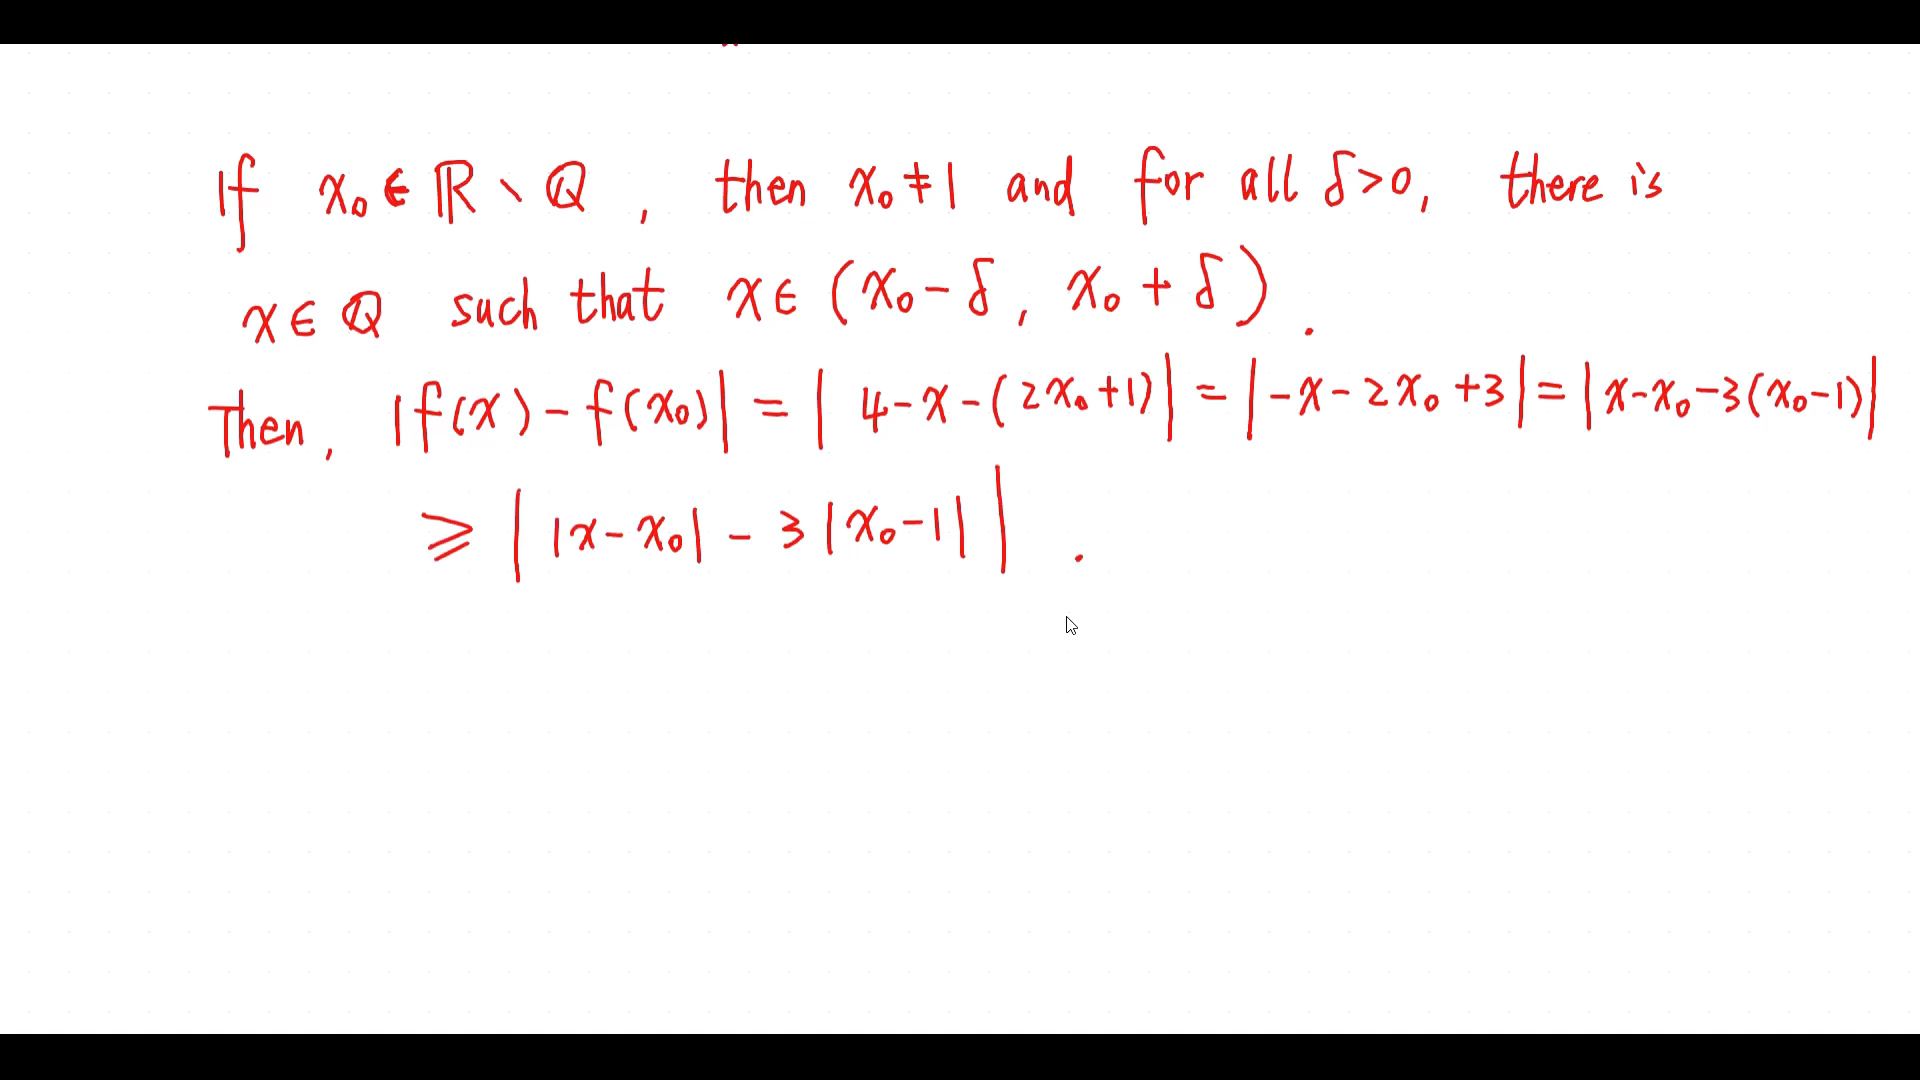 If x₀ ∈ ℝ \ ℚ , then x₀ ≠ 1 and for all δ > 0, there is
x ∈ ℚ such that x ∈ (x₀ - δ , x₀ + δ) .
Then, |f(x) - f(x₀)| = | 4 - x - (2x₀ + 1)| = |-x - 2x₀ + 3| = |x - x₀ - 3(x₀ - 1)|
⩾ | |x - x₀| - 3 |x₀ - 1| | .